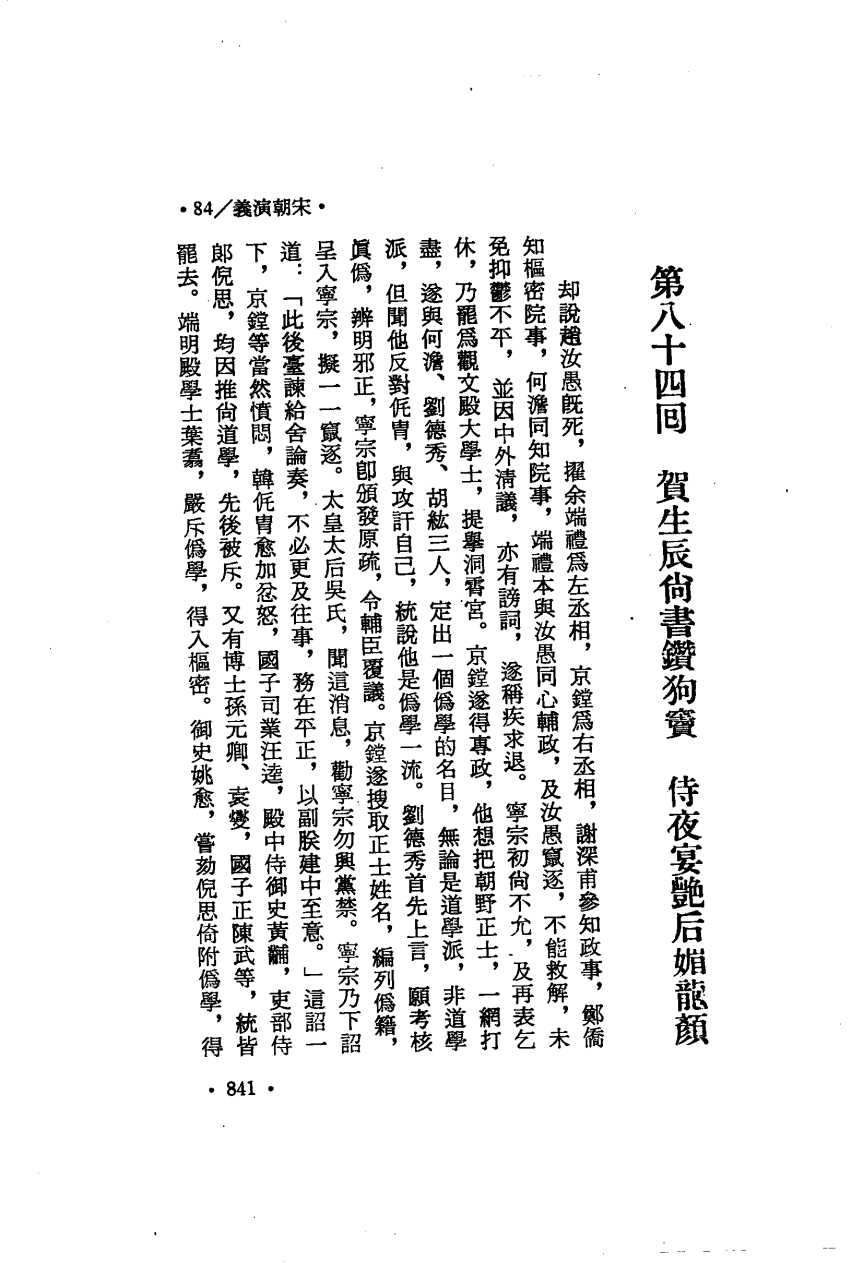 •84/義演朝宋•
第八十四回　賀生辰尚書鑽狗竇　侍夜宴艷后媚龍顏
却說趙汝愚既死，擢余端禮爲左丞相，京鏜爲右丞相，謝深甫參知政事，鄭僑
知樞密院事，何澹同知院事，端禮本與汝愚同心輔政，及汝愚竄逐，不能救解，未
免抑鬱不平，並因中外清議，亦有謗詞，遂稱疾求退。寧宗初尚不允，及再表乞
休，乃罷爲觀文殿大學士，提舉洞霄宮。京鏜遂得專政，他想把朝野正士，一網打
盡，遂與何澹、劉德秀、胡紘三人，定出一個僞學的名目，無論是道學派，非道學
派，但聞他反對侂冑，與攻訐自己，統說他是僞學一流。劉德秀首先上言，願考核
眞僞，辨明邪正，寧宗卽頒發原疏，令輔臣覆議。京鏜遂搜取正士姓名，編列僞籍，
呈入寧宗，擬一一竄逐。太皇太后吳氏，聞這消息，勸寧宗勿興黨禁。寧宗乃下詔
道：「此後臺諫給舍論奏，不必更及往事，務在平正，以副朕建中至意。」這詔一
下，京鏜等當然憤悶，韓侂冑愈加忿怒，國子司業汪逵，殿中侍御史黃黼，吏部侍
郎倪思，均因推尚道學，先後被斥。又有博士孫元卿、袁燮，國子正陳武等，統皆
罷去。端明殿學士葉翥，嚴斥僞學，得入樞密。御史姚愈，嘗劾倪思倚附僞學，得
•841•